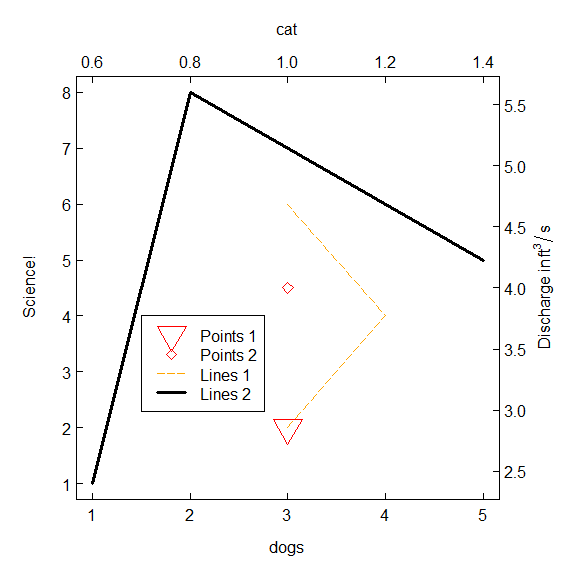 cat
0.6 0.8 1.0 1.2 1.4
8
7
6
5
4
3
2
1
Science!
5.5
5.0
4.5
4.0
3.5
3.0
2.5
Discharge in ft³/s
Points 1
Points 2
Lines 1
Lines 2
1 2 3 4 5
dogs